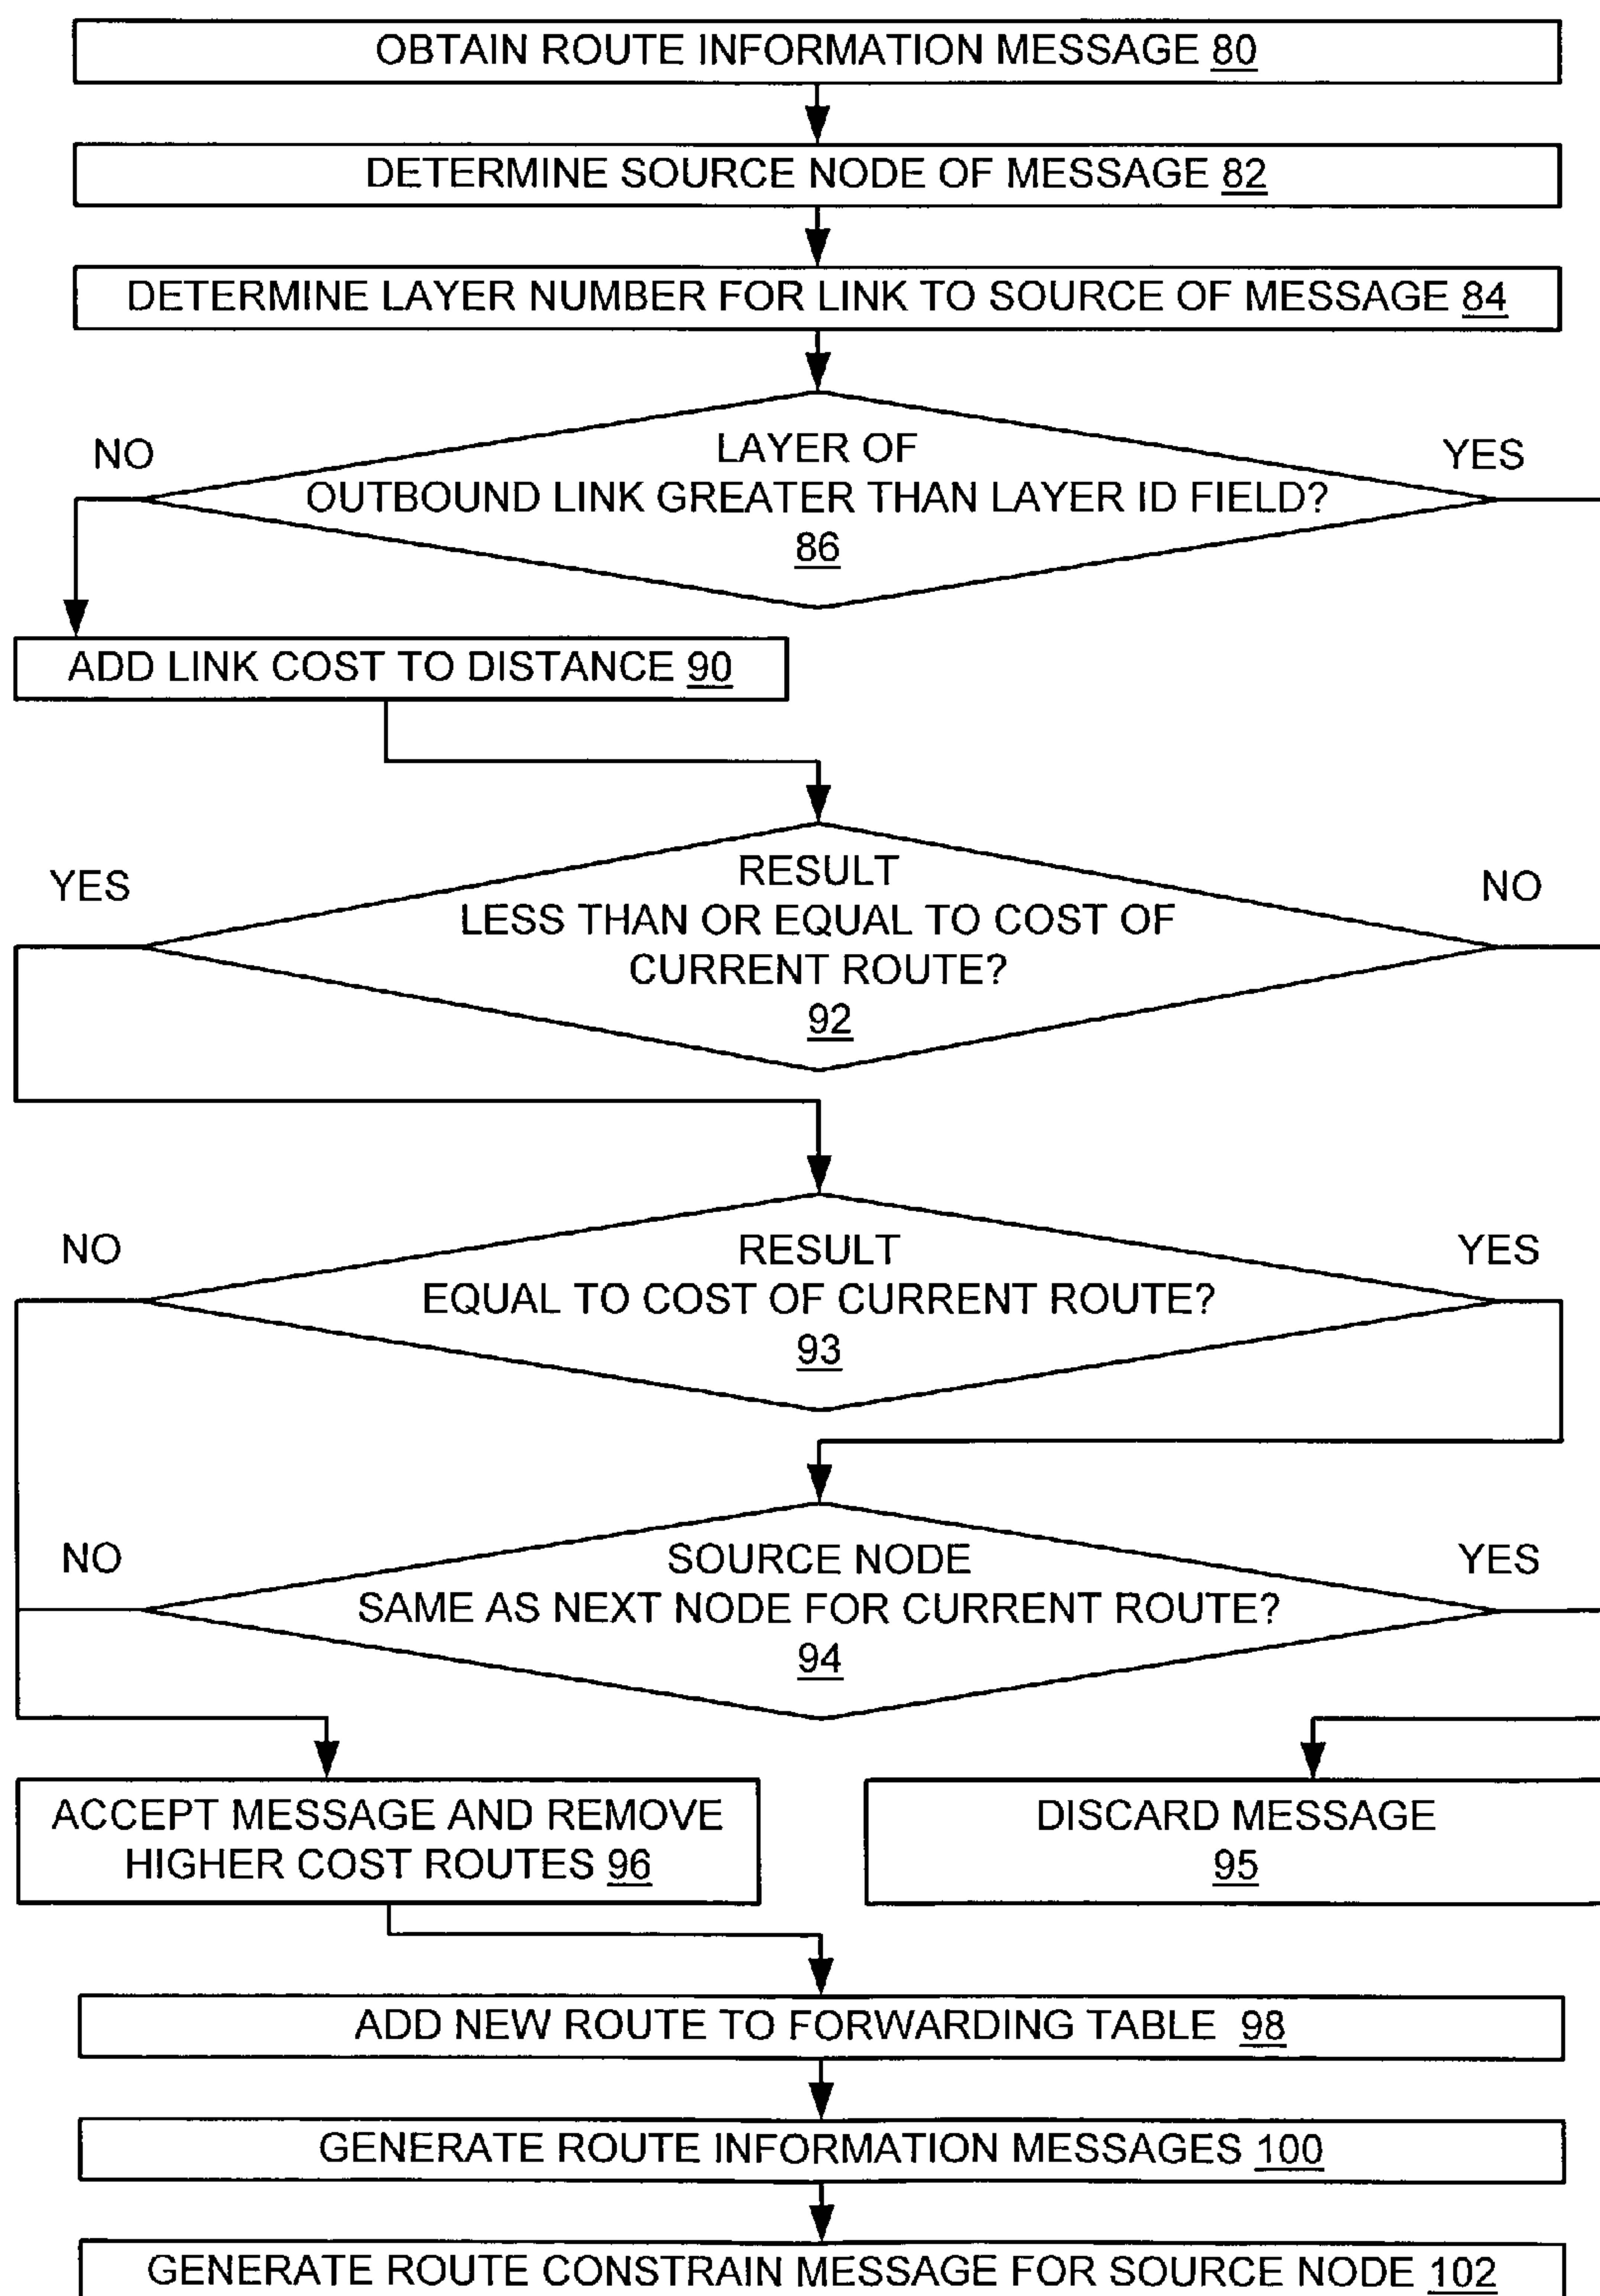 OBTAIN ROUTE INFORMATION MESSAGE 80
DETERMINE SOURCE NODE OF MESSAGE 82
DETERMINE LAYER NUMBER FOR LINK TO SOURCE OF MESSAGE 84
NO
YES
LAYER OF
OUTBOUND LINK GREATER THAN LAYER ID FIELD?
86
ADD LINK COST TO DISTANCE 90
YES
NO
RESULT
LESS THAN OR EQUAL TO COST OF
CURRENT ROUTE?
92
NO
YES
RESULT
EQUAL TO COST OF CURRENT ROUTE?
93
NO
YES
SOURCE NODE
SAME AS NEXT NODE FOR CURRENT ROUTE?
94
ACCEPT MESSAGE AND REMOVE
HIGHER COST ROUTES 96
DISCARD MESSAGE
95
ADD NEW ROUTE TO FORWARDING TABLE 98
GENERATE ROUTE INFORMATION MESSAGES 100
GENERATE ROUTE CONSTRAIN MESSAGE FOR SOURCE NODE 102